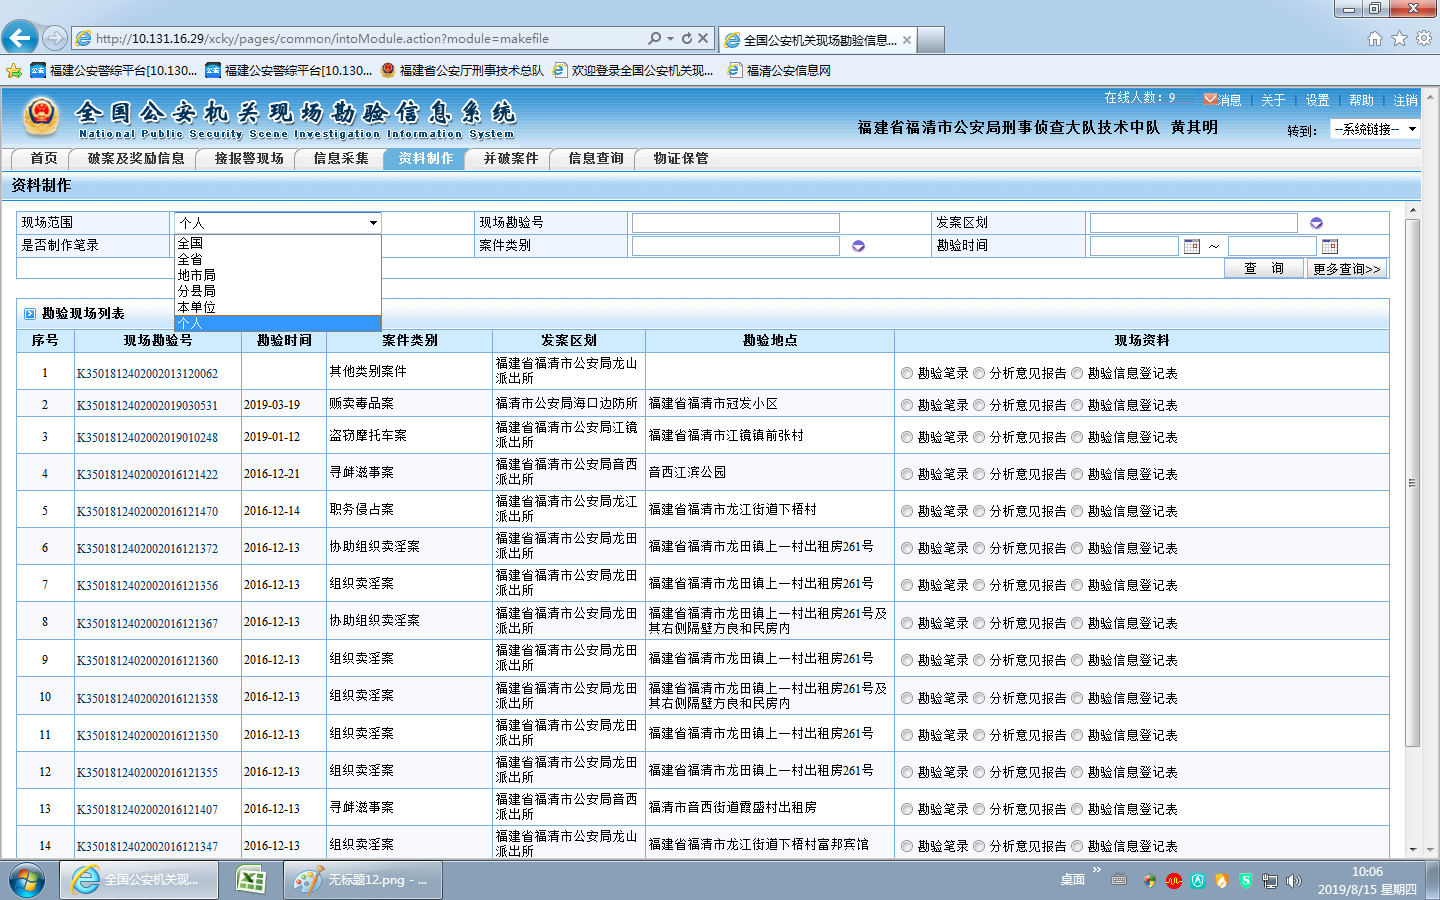 http://10.131.16.29/xcky/pages/common/intoModule.action?module=makefile
全国公安机关现场勘验信息...
福建公安警综平台[10.130... 福建公安警综平台[10.130... 福建省公安厅刑事技术总队 欢迎登录全国公安机关现... 福清公安信息网
全国公安机关现场勘验信息系统
National Public Security Scene Investigation Information System
在线人数: 9 消息 关于 设置 帮助 注销
福建省福清市公安局刑事侦查大队技术中队 黄其明
转到: --系统链接--
首页 破案及奖励信息 接报警现场 信息采集 资料制作 并破案件 信息查询 物证保管
资料制作
现场范围 个人 现场勘验号 发案区划
是否制作笔录 案件类别 勘验时间 ~
全国
全省
地市局
分县局
本单位
个人
查 询 更多查询>>
勘验现场列表
序号 现场勘验号 勘验时间 案件类别 发案区划 勘验地点 现场资料
1 K3501812402002013120062 其他类别案件 福建省福清市公安局龙山派出所 勘验笔录 分析意见报告 勘验信息登记表
2 K3501812402002019030531 2019-03-19 贩卖毒品案 福清市公安局海口边防所 福建省福清市冠发小区 勘验笔录 分析意见报告 勘验信息登记表
3 K3501812402002019010248 2019-01-12 盗窃摩托车案 福建省福清市公安局江镜派出所 福建省福清市江镜镇前张村 勘验笔录 分析意见报告 勘验信息登记表
4 K3501812402002016121422 2016-12-21 寻衅滋事案 福建省福清市公安局音西派出所 音西江滨公园 勘验笔录 分析意见报告 勘验信息登记表
5 K3501812402002016121470 2016-12-14 职务侵占案 福建省福清市公安局龙江派出所 福建省福清市龙江街道下梧村 勘验笔录 分析意见报告 勘验信息登记表
6 K3501812402002016121372 2016-12-13 协助组织卖淫案 福建省福清市公安局龙田派出所 福建省福清市龙田镇上一村出租房261号 勘验笔录 分析意见报告 勘验信息登记表
7 K3501812402002016121356 2016-12-13 组织卖淫案 福建省福清市公安局龙田派出所 福建省福清市龙田镇上一村出租房261号 勘验笔录 分析意见报告 勘验信息登记表
8 K3501812402002016121367 2016-12-13 协助组织卖淫案 福建省福清市公安局龙田派出所 福建省福清市龙田镇上一村出租房261号及其右侧隔壁方良和民房内 勘验笔录 分析意见报告 勘验信息登记表
9 K3501812402002016121360 2016-12-13 组织卖淫案 福建省福清市公安局龙田派出所 福建省福清市龙田镇上一村出租房261号 勘验笔录 分析意见报告 勘验信息登记表
10 K3501812402002016121358 2016-12-13 组织卖淫案 福建省福清市公安局龙田派出所 福建省福清市龙田镇上一村出租房261号及其右侧隔壁方良和民房内 勘验笔录 分析意见报告 勘验信息登记表
11 K3501812402002016121350 2016-12-13 组织卖淫案 福建省福清市公安局龙田派出所 福建省福清市龙田镇上一村出租房261号 勘验笔录 分析意见报告 勘验信息登记表
12 K3501812402002016121355 2016-12-13 组织卖淫案 福建省福清市公安局龙田派出所 福建省福清市龙田镇上一村出租房261号 勘验笔录 分析意见报告 勘验信息登记表
13 K3501812402002016121407 2016-12-13 寻衅滋事案 福建省福清市公安局音西派出所 福清市音西街道霞盛村出租房 勘验笔录 分析意见报告 勘验信息登记表
14 K3501812402002016121347 2016-12-13 组织卖淫案 福建省福清市公安局龙山派出所 福建省福清市龙江街道下梧村富邦宾馆 勘验笔录 分析意见报告 勘验信息登记表
全国公安机关现... 无标题12.png - ... 桌面 10:06
2019/8/15 星期四